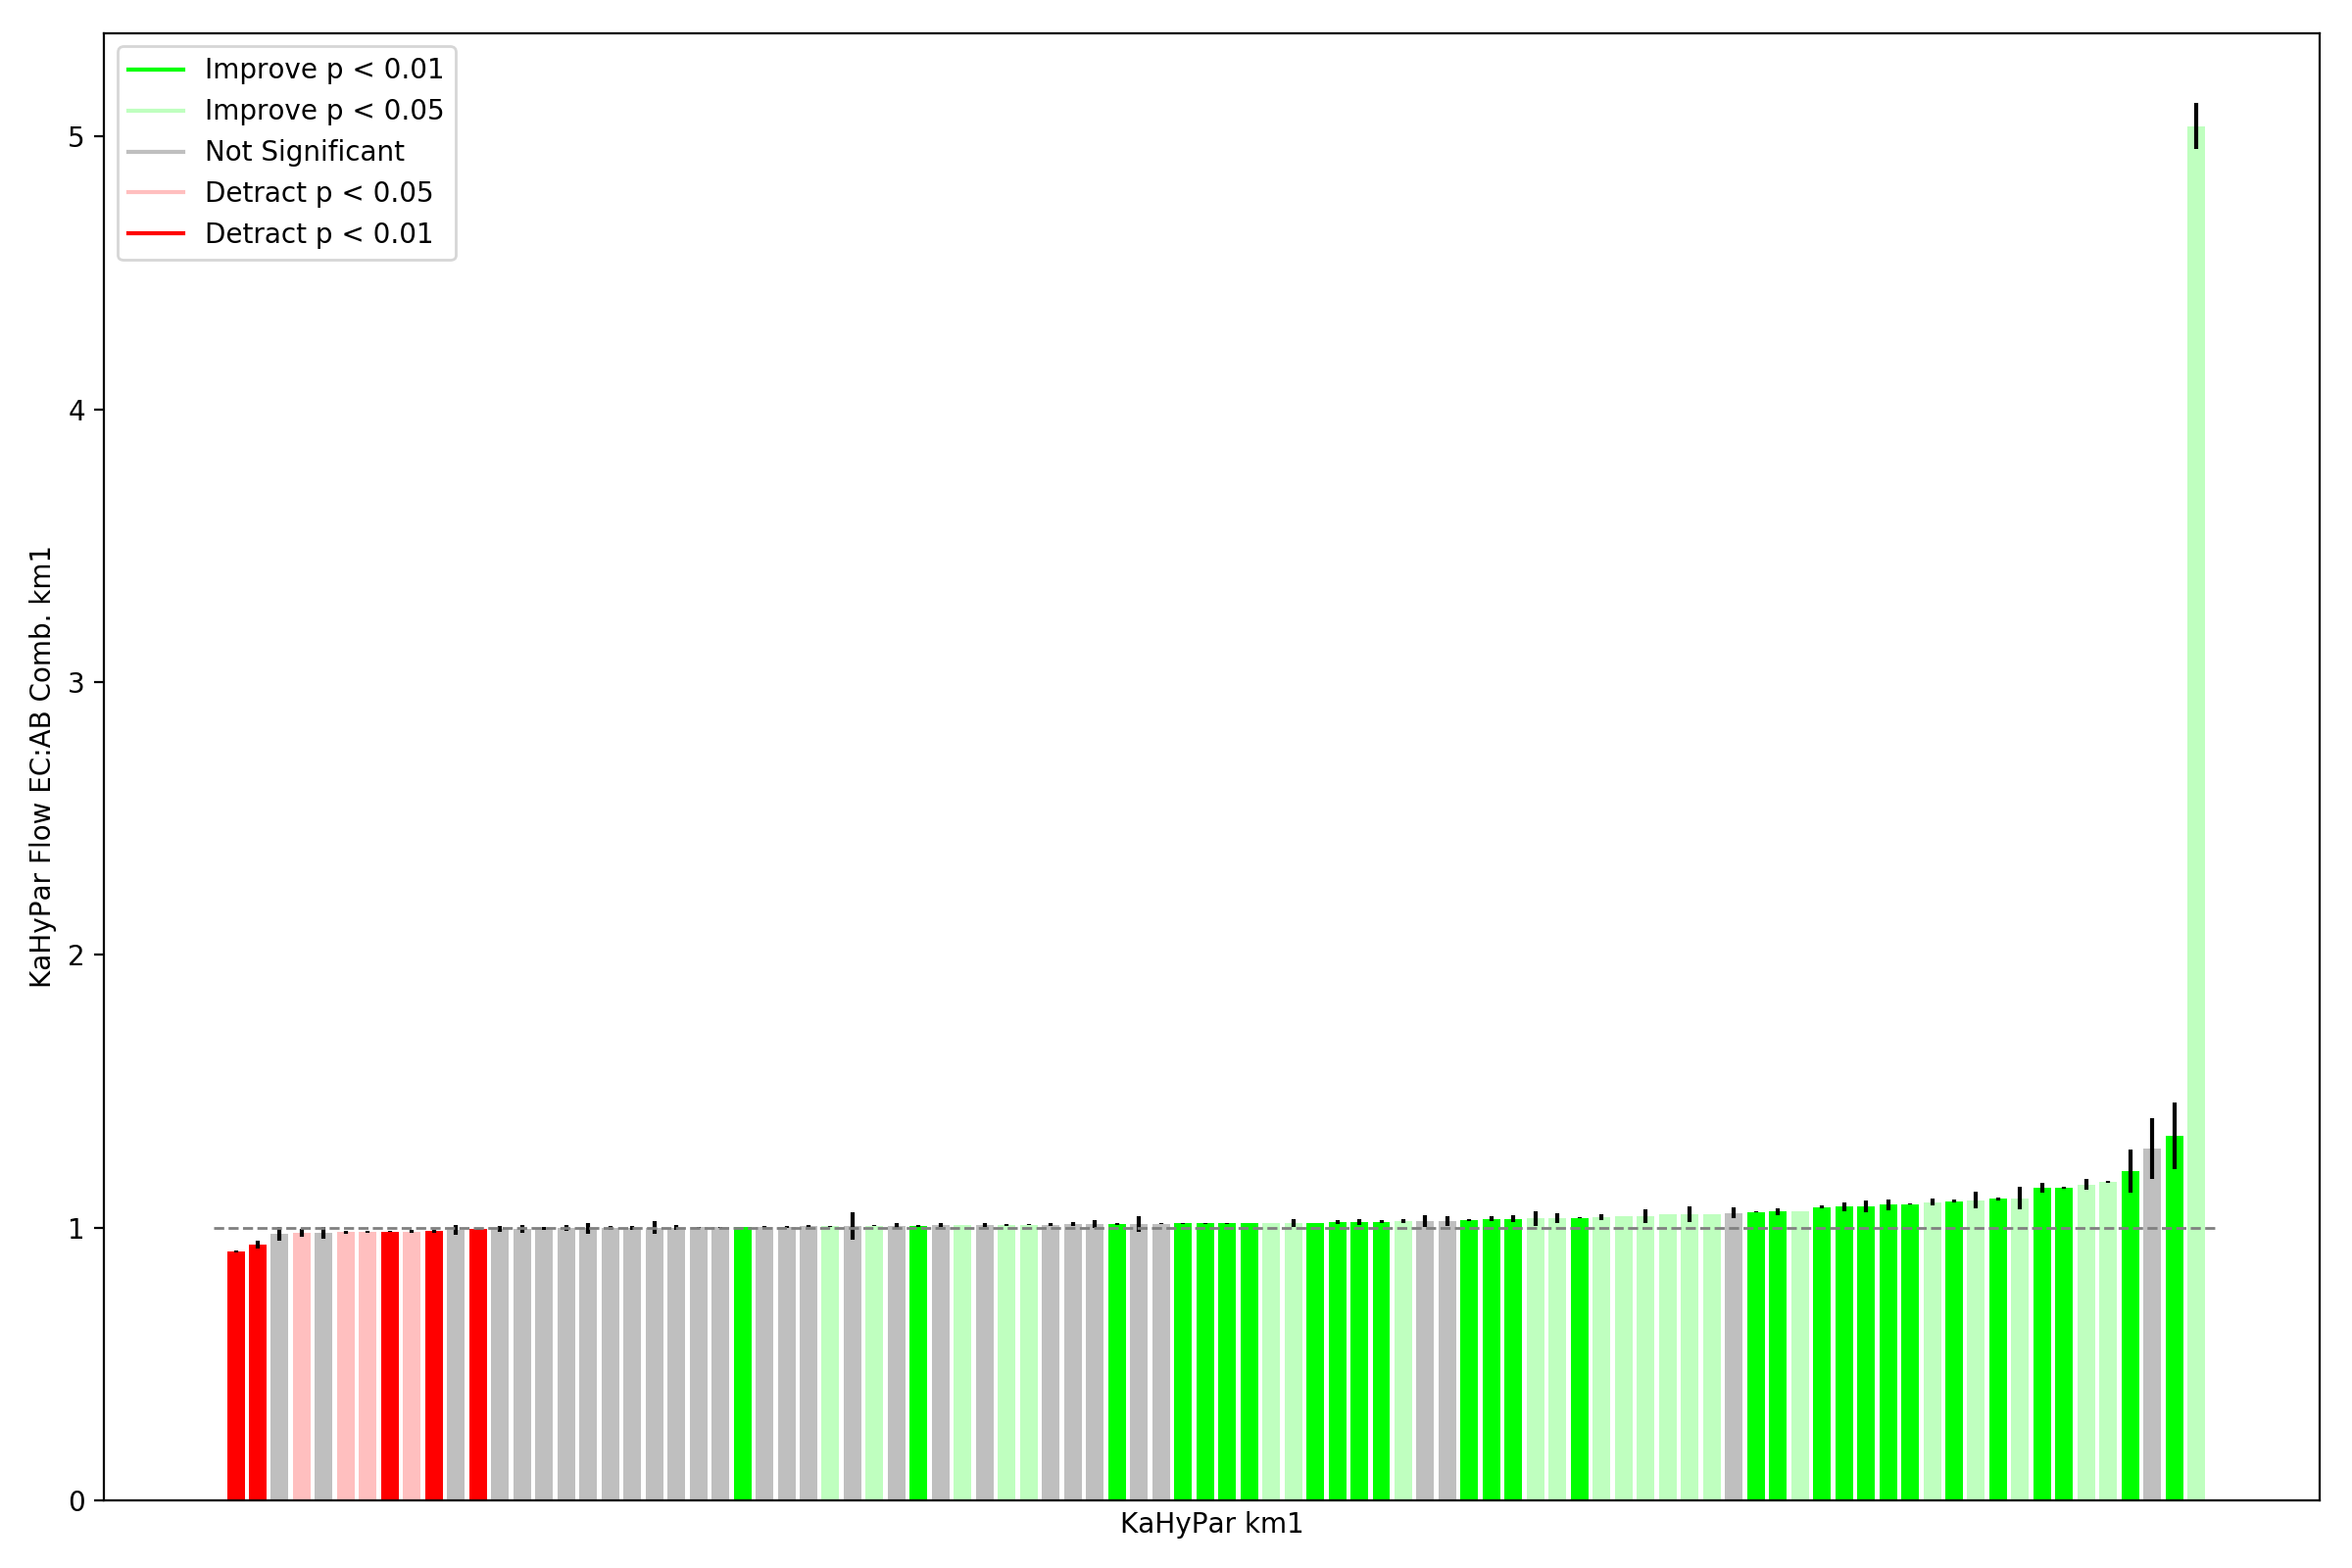 Improve p < 0.01
Improve p < 0.05
Not Significant
Detract p < 0.05
Detract p < 0.01
5
4
3
2
1
0
KaHyPar Flow EC:AB Comb. km1
KaHyPar km1